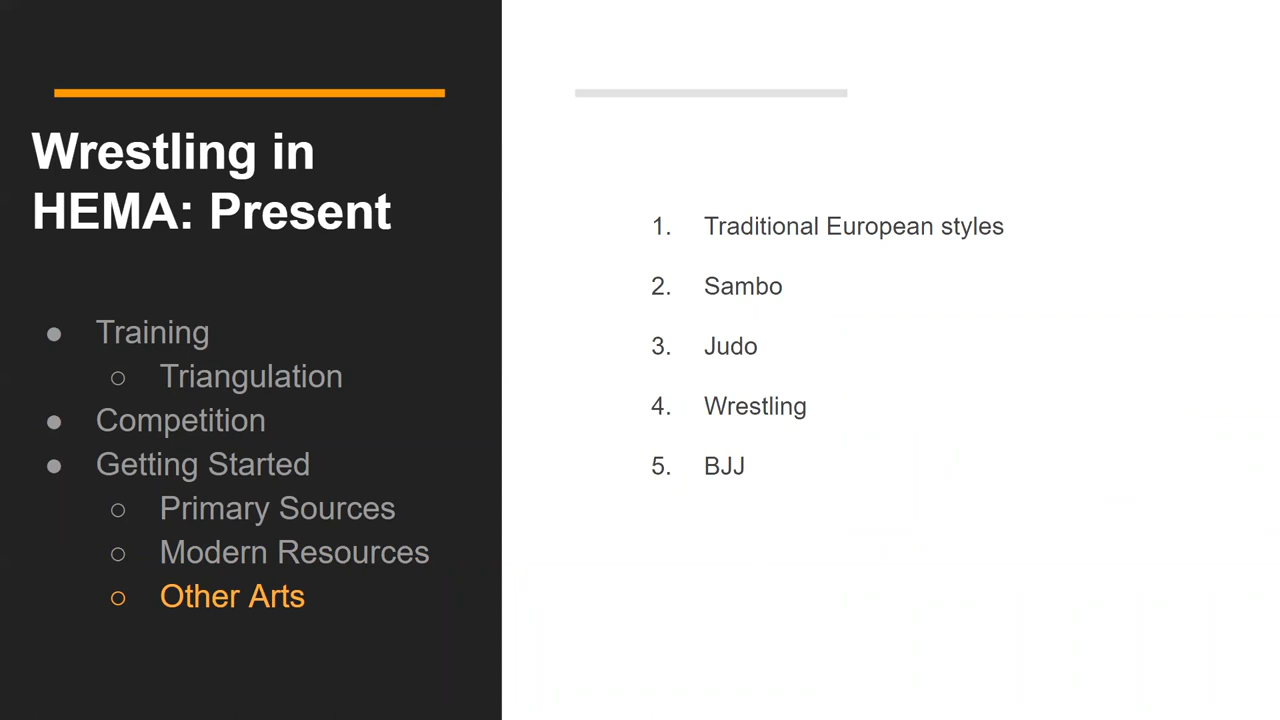 Wrestling in
HEMA: Present
● Training
○ Triangulation
● Competition
● Getting Started
○ Primary Sources
○ Modern Resources
○ Other Arts
1. Traditional European styles
2. Sambo
3. Judo
4. Wrestling
5. BJJ